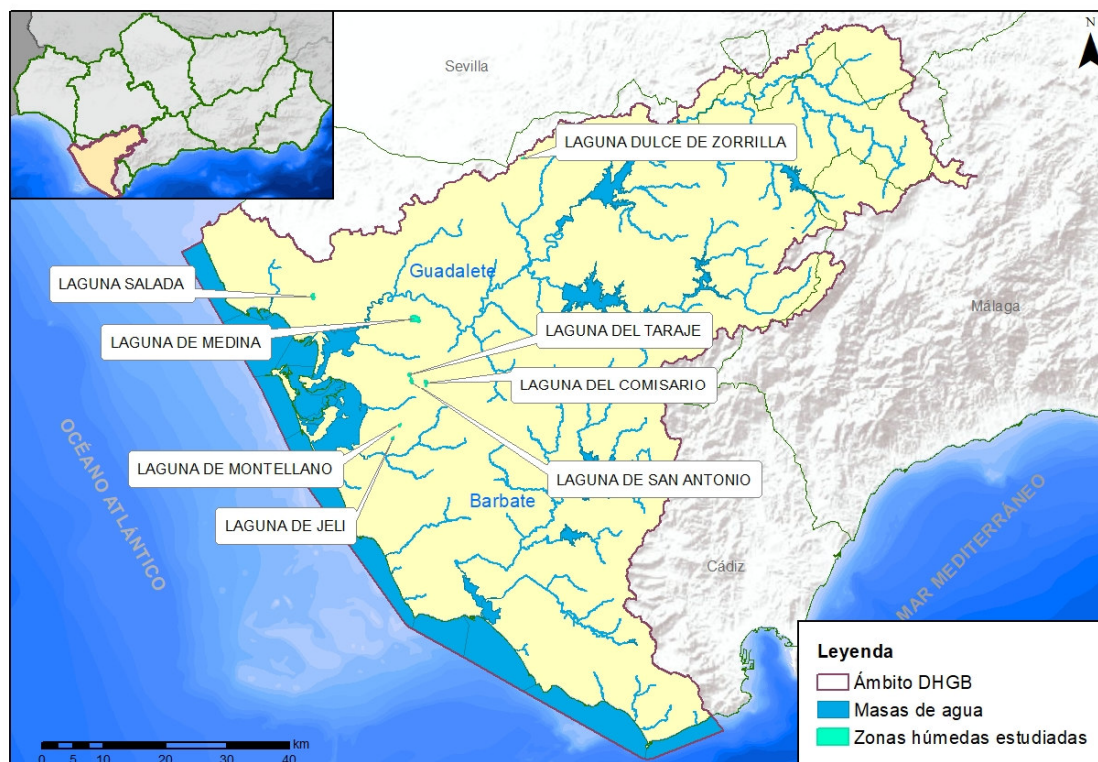 N
Sevilla
LAGUNA DULCE DE ZORRILLA
Guadalete
LAGUNA SALADA
Málaga
LAGUNA DE MEDINA
LAGUNA DEL TARAJE
LAGUNA DEL COMISARIO
OCÉANO ATLÁNTICO
LAGUNA DE MONTELLANO
LAGUNA DE SAN ANTONIO
Barbate
LAGUNA DE JELI
Cádiz
MAR MEDITERRÁNEO
Leyenda
Ámbito DHGB
Masas de agua
Zonas húmedas estudiadas
km
0 5 10 20 30 40